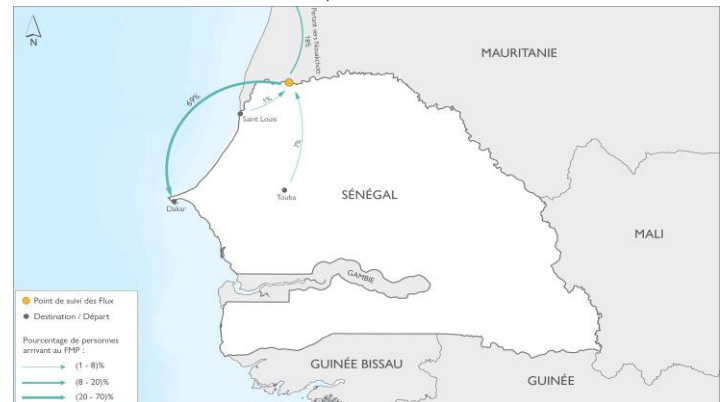 N
Partant vers Nouakchott
18%
MAURITANIE
69%
1%
Saint Louis
7%
Touba
SÉNÉGAL
Dakar
MALI
GAMBIE
Point de suivi des Flux
Destination / Départ
Pourcentage de personnes
arrivant au FMP :
(1 - 8)%
(8 - 20)%
(20 - 70)%
GUINÉE BISSAU
GUINÉE